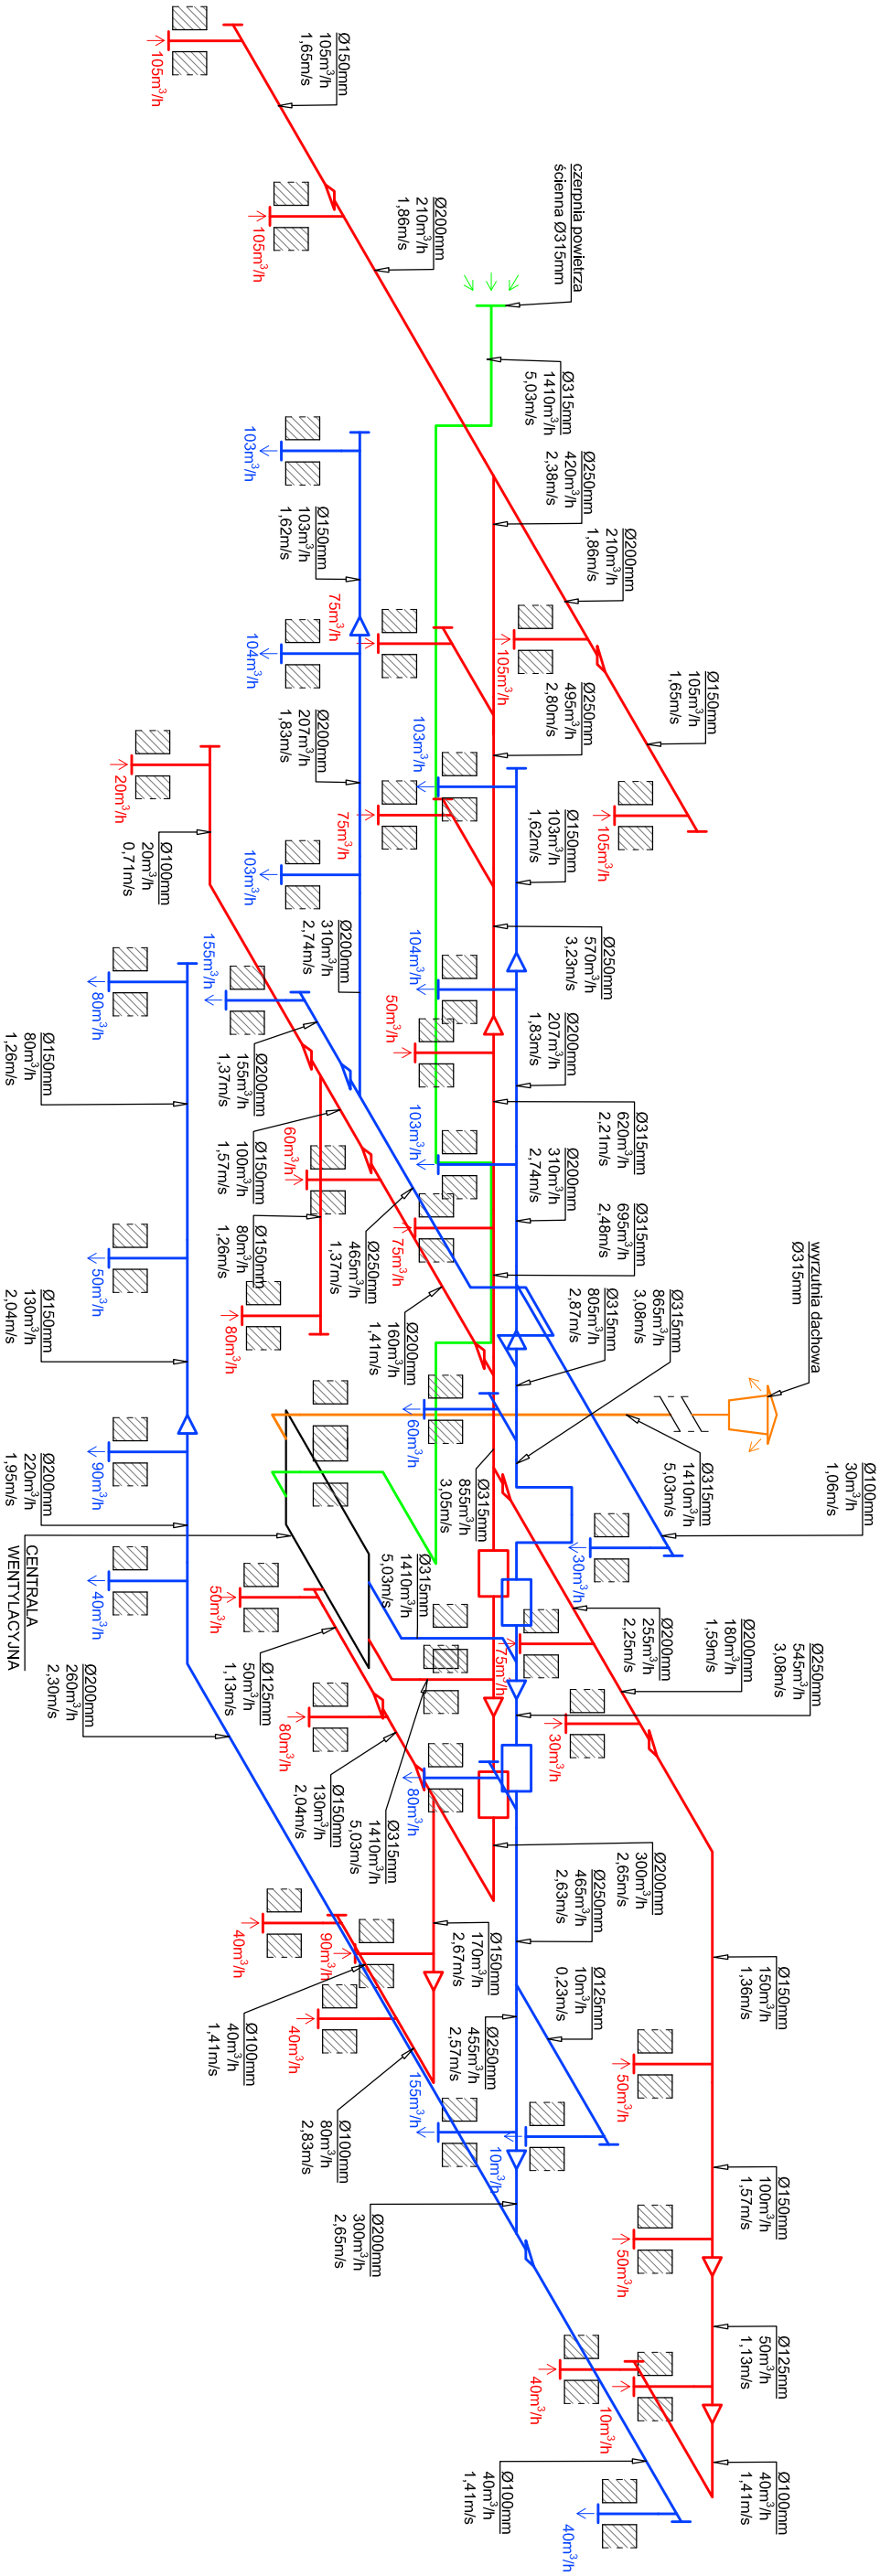 105m³/h
Ø150mm
105m³/h
1,65m/s
105m³/h
Ø200mm
210m³/h
1,86m/s
czerpnia powietrza
ścienna Ø315mm
Ø315mm
1410m³/h
5,03m/s
103m³/h
Ø250mm
420m³/h
2,38m/s
Ø150mm
103m³/h
1,62m/s
Ø200mm
210m³/h
1,86m/s
75m³/h
105m³/h
104m³/h
Ø150mm
105m³/h
1,65m/s
Ø250mm
495m³/h
2,80m/s
Ø200mm
207m³/h
1,83m/s
103m³/h
20m³/h
75m³/h
105m³/h
Ø150mm
103m³/h
1,62m/s
Ø100mm
20m³/h
0,71m/s
103m³/h
Ø200mm
310m³/h
2,74m/s
Ø250mm
570m³/h
3,23m/s
104m³/h
155m³/h
80m³/h
50m³/h
Ø200mm
207m³/h
1,83m/s
Ø150mm
80m³/h
1,26m/s
Ø200mm
155m³/h
1,37m/s
Ø315mm
620m³/h
2,21m/s
103m³/h
60m³/h
Ø150mm
100m³/h
1,57m/s
Ø200mm
310m³/h
2,74m/s
Ø315mm
695m³/h
2,48m/s
75m³/h
Ø150mm
80m³/h
1,26m/s
Ø250mm
465m³/h
1,37m/s
50m³/h
wyrzutnia dachowa
Ø315mm
Ø315mm
865m³/h
3,08m/s
Ø315mm
805m³/h
2,87m/s
80m³/h
Ø150mm
130m³/h
2,04m/s
Ø200mm
160m³/h
1,41m/s
60m³/h
90m³/h
Ø315mm
1410m³/h
5,03m/s
Ø100mm
30m³/h
1,06m/s
Ø200mm
220m³/h
1,95m/s
Ø315mm
855m³/h
3,05m/s
30m³/h
40m³/h
CENTRALA
WENTYLACYJNA
50m³/h
Ø315mm
1410m³/h
5,03m/s
Ø200mm
255m³/h
2,25m/s
75m³/h
Ø200mm
180m³/h
1,59m/s
Ø250mm
545m³/h
3,08m/s
Ø125mm
50m³/h
1,13m/s
Ø200mm
260m³/h
2,30m/s
80m³/h
30m³/h
80m³/h
Ø150mm
130m³/h
2,04m/s
Ø315mm
1410m³/h
5,03m/s
Ø200mm
300m³/h
2,65m/s
Ø250mm
465m³/h
2,63m/s
40m³/h
90m³/h
Ø150mm
170m³/h
2,67m/s
Ø150mm
150m³/h
1,36m/s
Ø125mm
10m³/h
0,23m/s
40m³/h
Ø100mm
40m³/h
1,41m/s
Ø250mm
455m³/h
2,57m/s
50m³/h
155m³/h
10m³/h
Ø100mm
80m³/h
2,83m/s
Ø150mm
100m³/h
1,57m/s
Ø200mm
300m³/h
2,65m/s
50m³/h
Ø125mm
50m³/h
1,13m/s
40m³/h
10m³/h
Ø100mm
40m³/h
1,41m/s
Ø100mm
40m³/h
1,41m/s
40m³/h